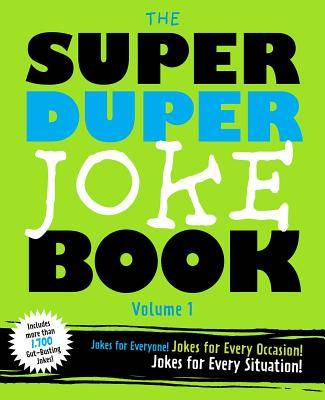 THE
SUPER
DUPER
JOKE
BOOK
Volume 1
Includes
more than
1,700
Gut-Busting
Jokes!
Jokes for Everyone! Jokes for Every Occasion!
Jokes for Every Situation!